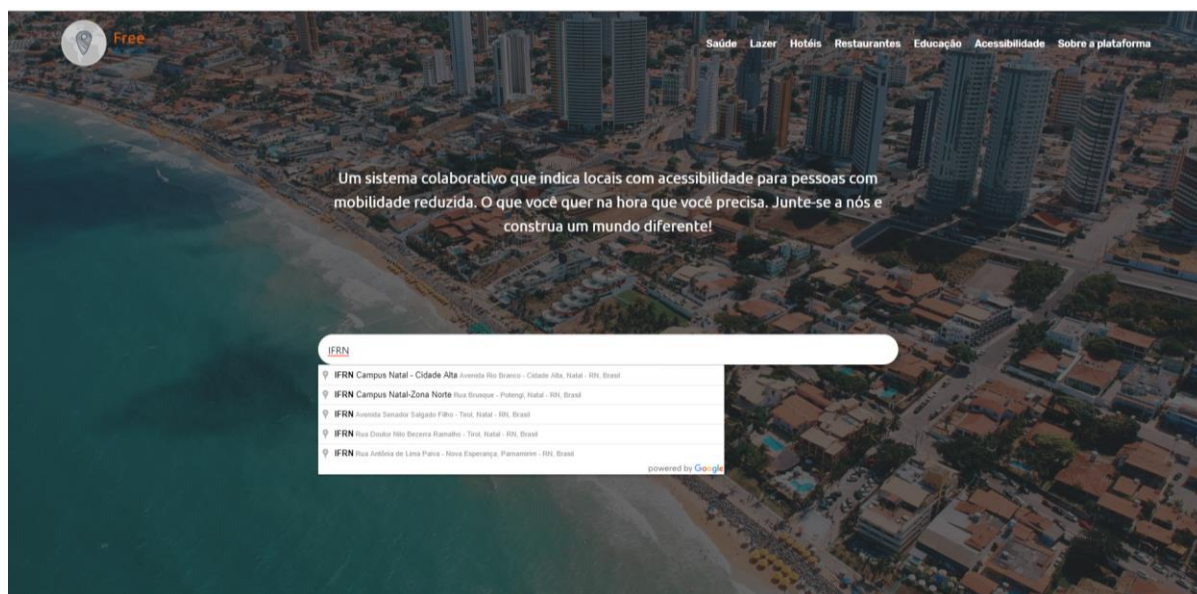 Free
Saúde Lazer Hotéis Restaurantes Educação Acessibilidade Sobre a plataforma
Um sistema colaborativo que indica locais com acessibilidade para pessoas com
mobilidade reduzida. O que você quer na hora que você precisa. Junte-se a nós e
construa um mundo diferente!
IFRN
IFRN Campus Natal - Cidade Alta Avenida Rio Branco - Cidade Alta, Natal - RN, Brasil
IFRN Campus Natal-Zona Norte Rua Brusque - Potengi, Natal - RN, Brasil
IFRN Avenida Senador Salgado Filho - Tirol, Natal - RN, Brasil
IFRN Rua Doutor Nilo Bezerra Ramalho - Tirol, Natal - RN, Brasil
IFRN Rua Antônia de Lima Paiva - Nova Esperança, Parnamirim - RN, Brasil
powered by Google